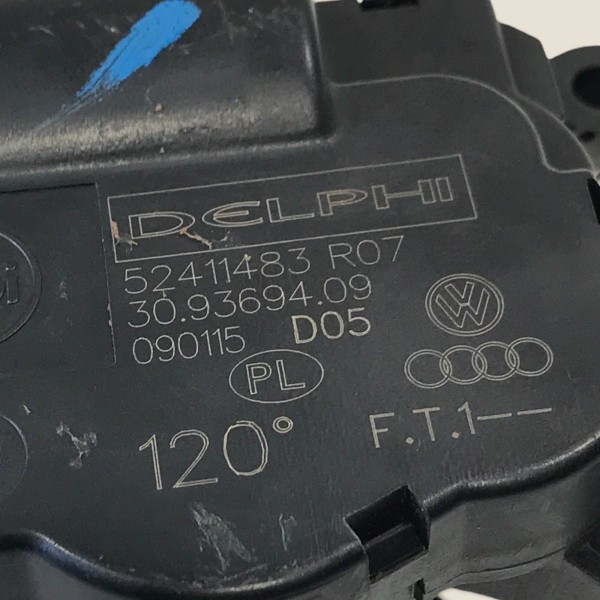 DELPHI
52411483 R07
30.93694.09
090115 D05
PL
120°
F.T.1--